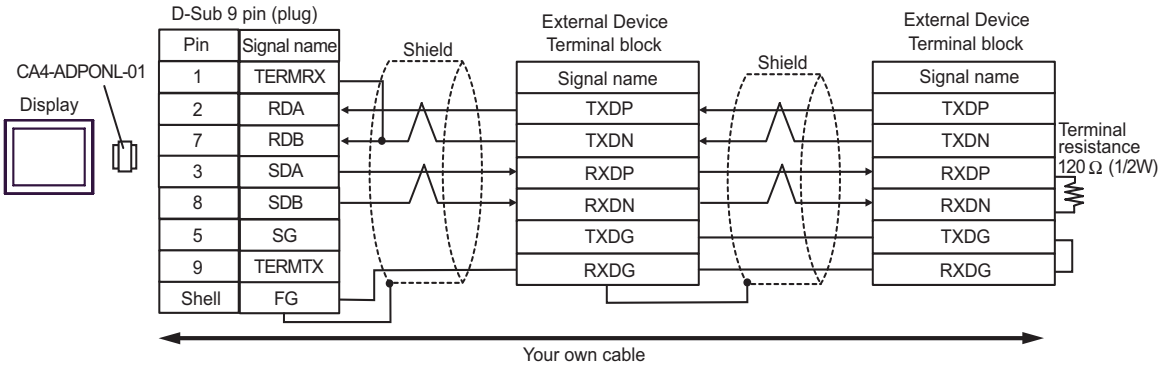 D-Sub 9 pin (plug)
Pin Signal name
1 TERMRX
2 RDA
7 RDB
3 SDA
8 SDB
5 SG
9 TERMTX
Shell FG
CA4-ADPONL-01
Display
Shield
External Device
Terminal block
Signal name
TXDP
TXDN
RXDP
RXDN
TXDG
RXDG
Shield
External Device
Terminal block
Signal name
TXDP
TXDN
RXDP
RXDN
TXDG
RXDG
Terminal
resistance
120 Ω (1/2W)
Your own cable